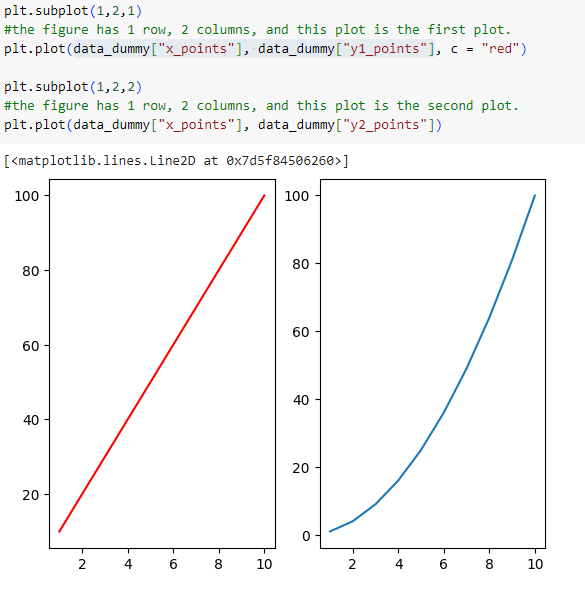 plt.subplot(1,2,1)
#the figure has 1 row, 2 columns, and this plot is the first plot.
plt.plot(data_dummy["x_points"], data_dummy["y1_points"], c = "red")
plt.subplot(1,2,2)
#the figure has 1 row, 2 columns, and this plot is the second plot.
plt.plot(data_dummy["x_points"], data_dummy["y2_points"])
[<matplotlib.lines.Line2D at 0x7d5f84506260>]
100
80
60
40
20
2 4 6 8 10
100
80
60
40
20
0
2 4 6 8 10